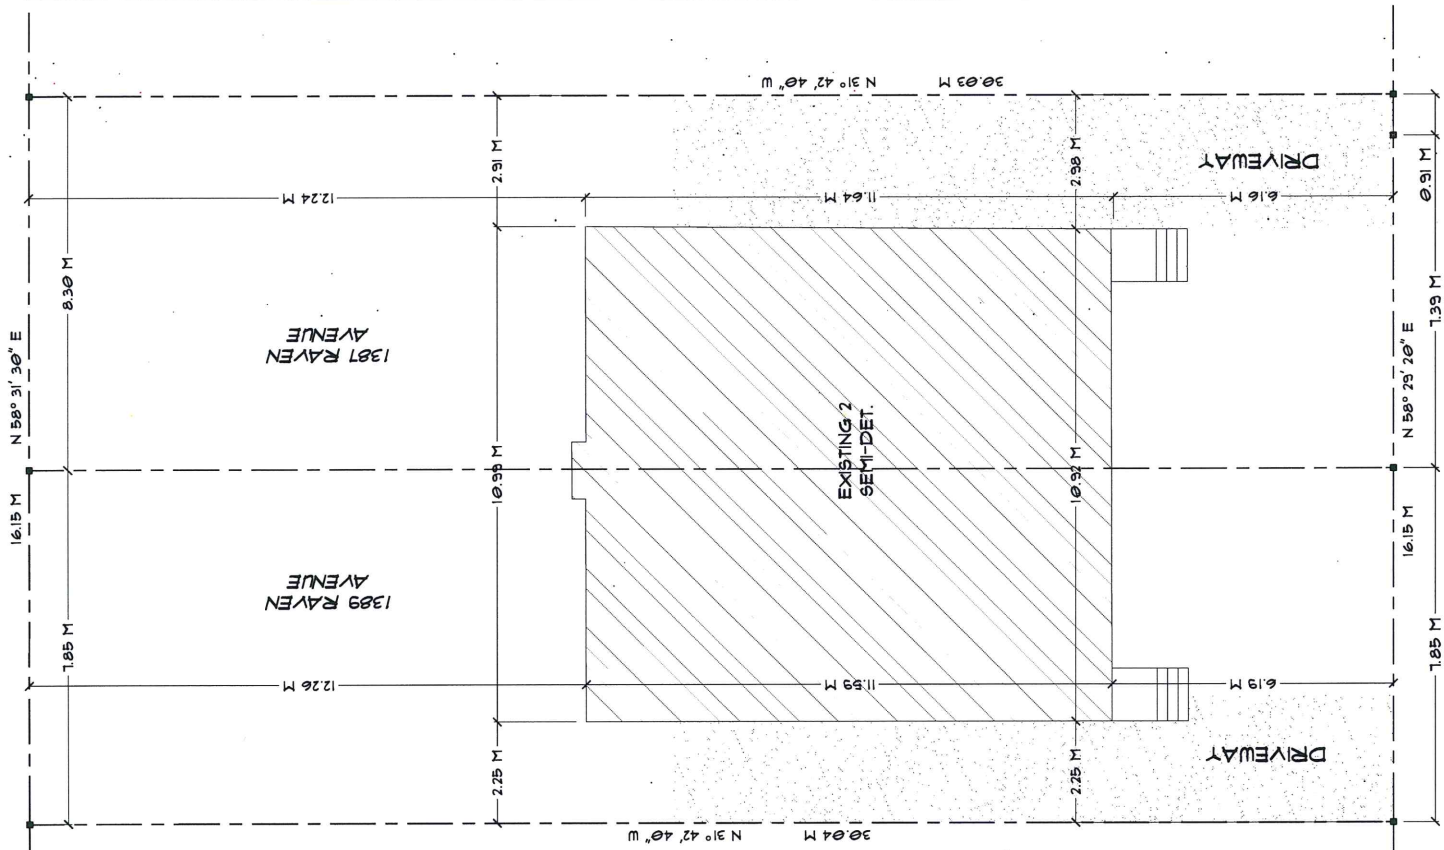 30.03 M N 31° 42' 40" W
2.91 M
2.98 M
DRIVEWAY
0.91 M
12.24 M
11.64 M
6.16 M
8.30 M
7.39 M
N 58° 31' 30" E
1387 RAVEN
AVENUE
N 58° 29' 20" E
EXISTING 2
SEMI-DET.
16.15 M
10.99 M
10.92 M
16.15 M
1389 RAVEN
AVENUE
7.85 M
7.85 M
12.26 M
11.59 M
6.19 M
2.25 M
2.25 M
DRIVEWAY
30.04 M N 31° 42' 40" W